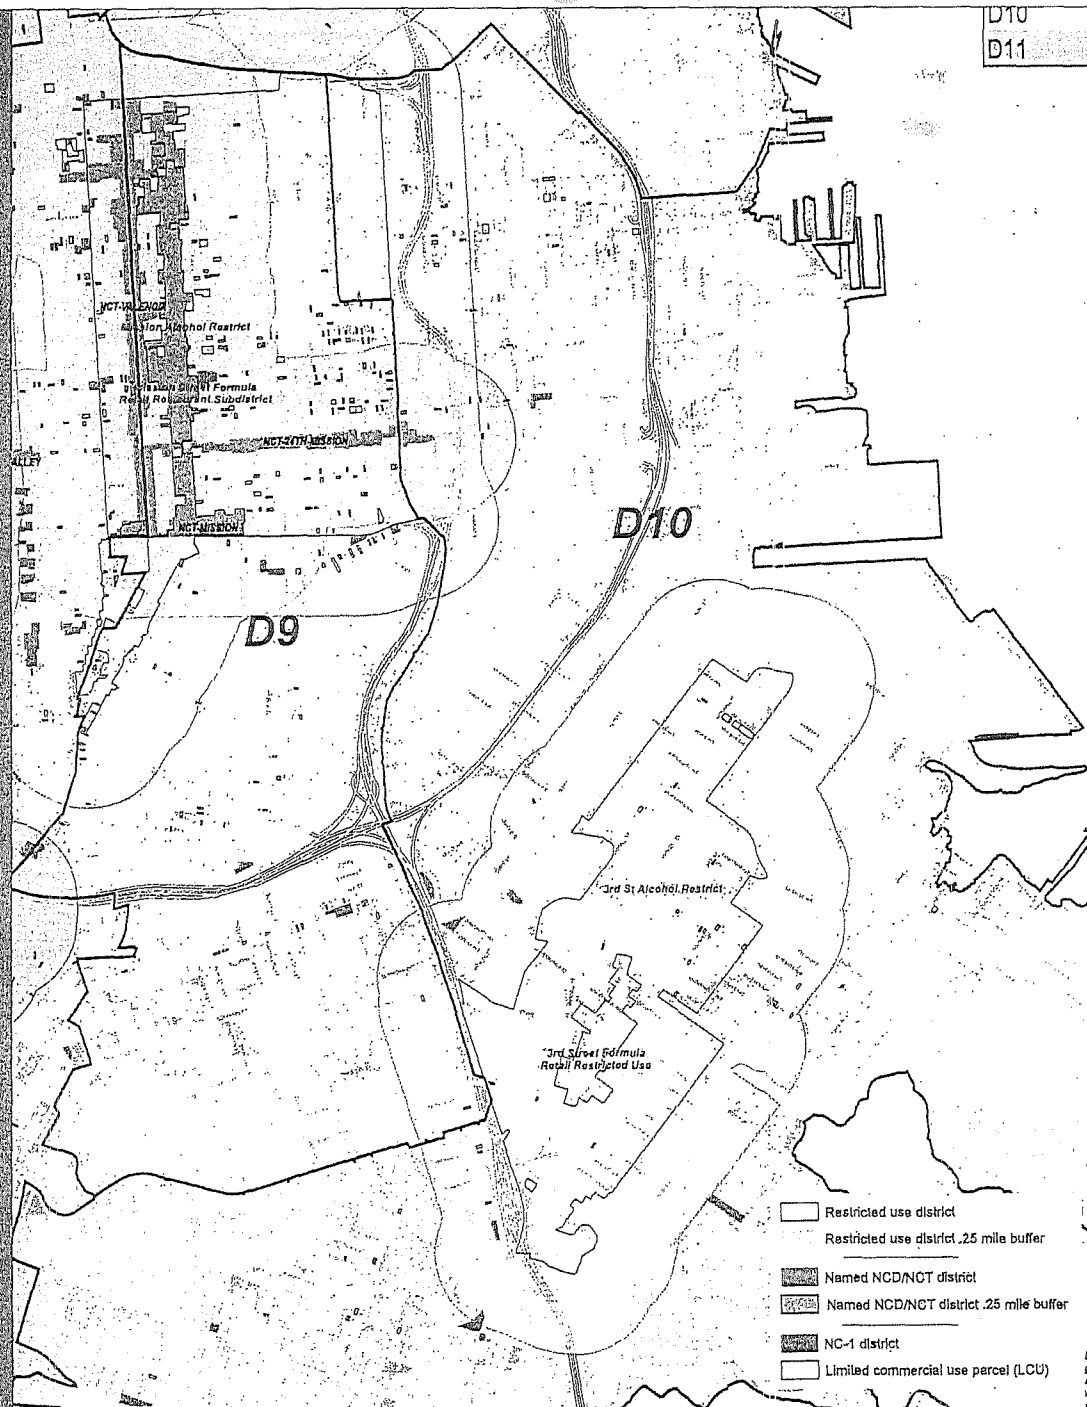 D10
D11
NCT-VALENCIA
Mission Alcohol Restrict
Mission Street Formula
Retail Restaurant Subdistrict
NCT-24TH-MISSION
ALLEY
NCT-MISSION
D10
D9
3rd St Alcohol Restrict
3rd Street Formula
Retail Restricted Use
Restricted use district
Restricted use district .25 mile buffer
Named NCD/NCT district
Named NCD/NCT district .25 mile buffer
NC-1 district
Limited commercial use parcel (LCU)